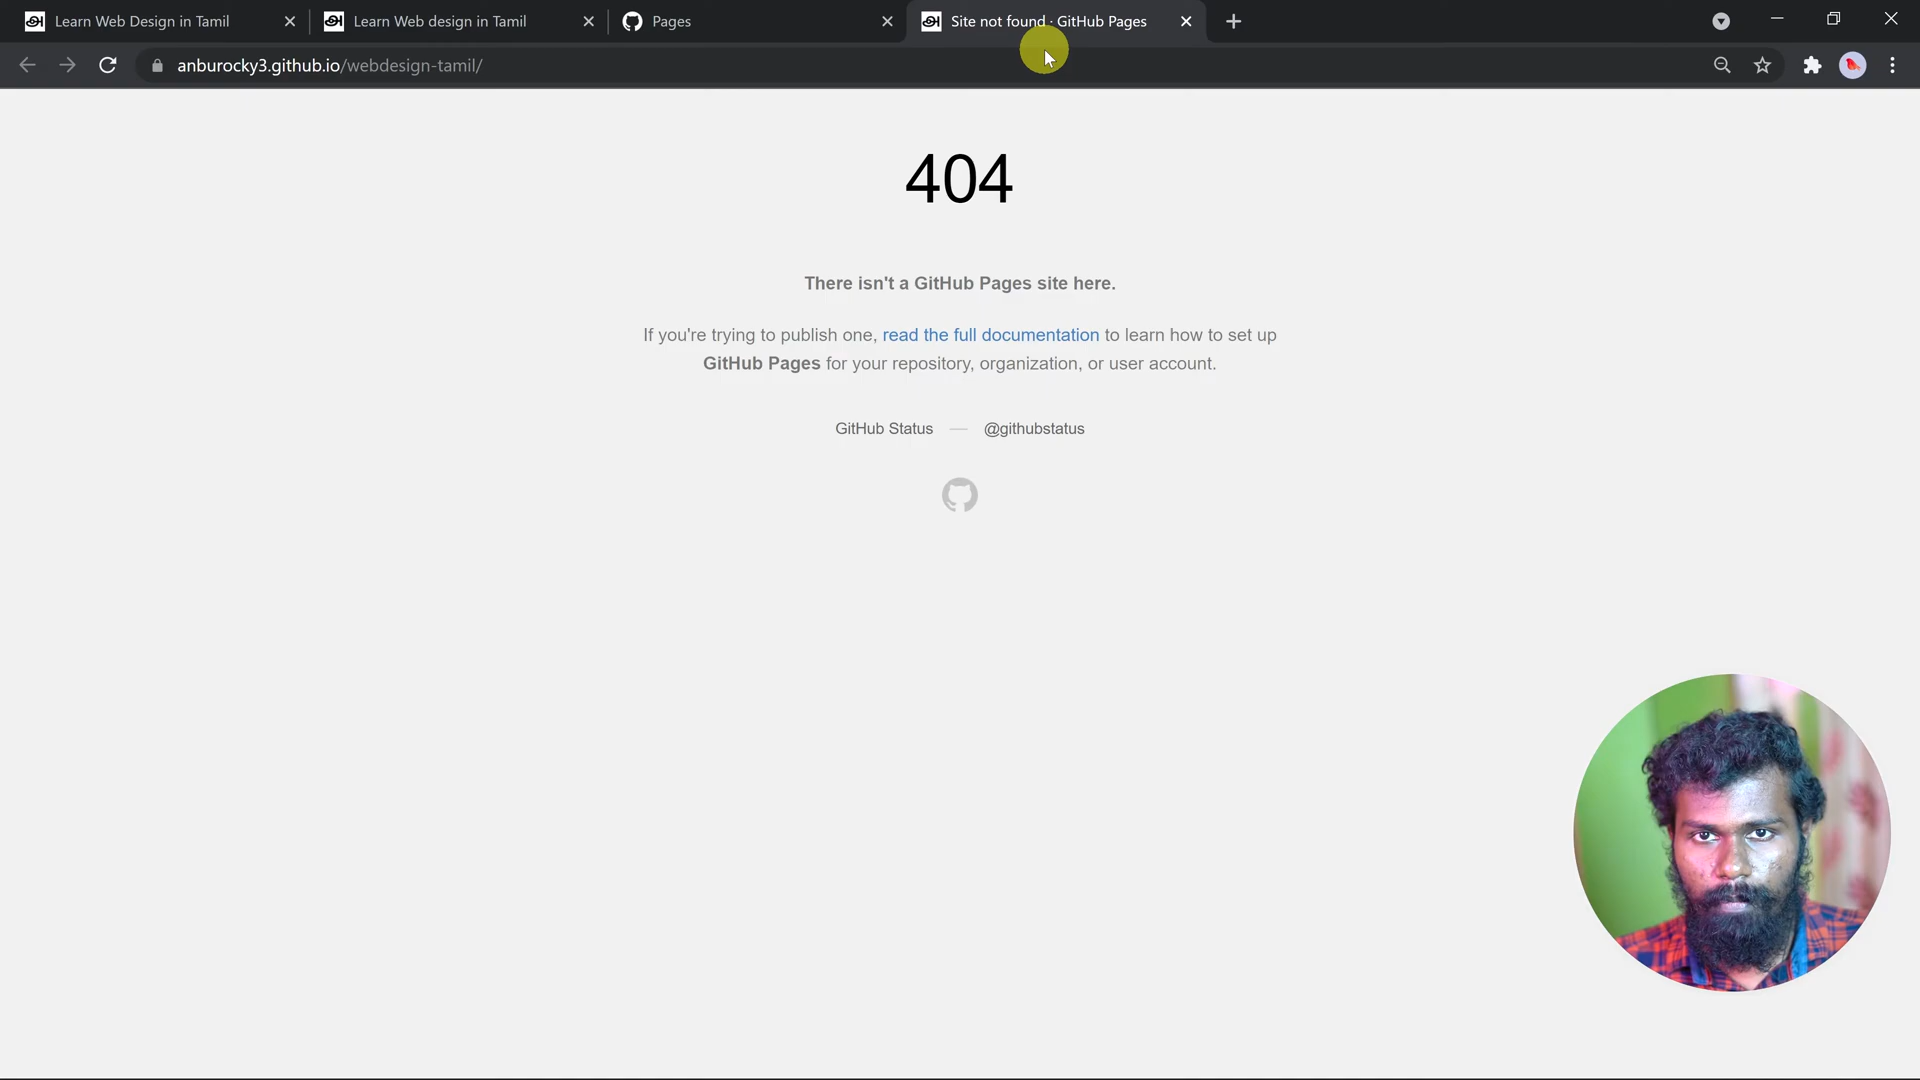 Learn Web Design in Tamil
Learn Web design in Tamil
Pages
Site not found · GitHub Pages
anburocky3.github.io/webdesign-tamil/
404
There isn't a GitHub Pages site here.
If you're trying to publish one, read the full documentation to learn how to set up
GitHub Pages for your repository, organization, or user account.
GitHub Status — @githubstatus